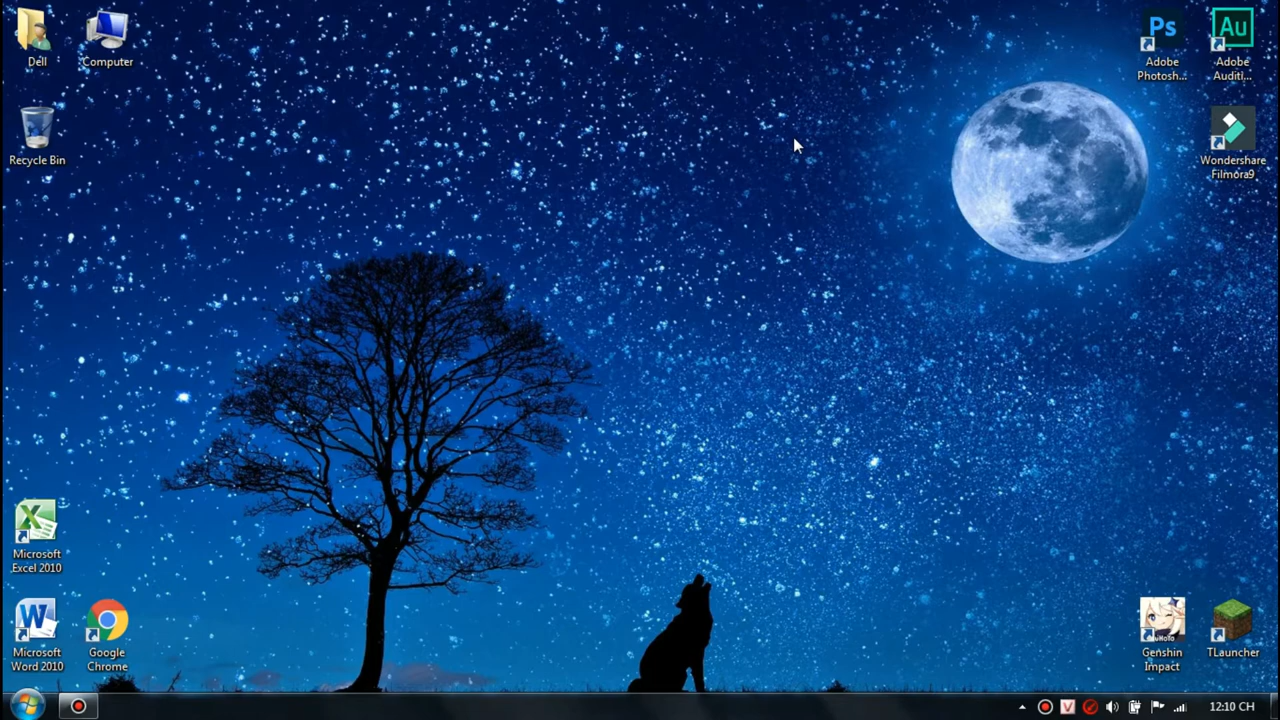 Dell
Computer
Recycle Bin
Ps
Adobe
Photosh...
Au
Adobe
Auditi...
Wondershare
Filmora9
Microsoft
Excel 2010
W
Microsoft
Word 2010
Google
Chrome
Genshin
Impact
TLauncher
V
12:10 CH